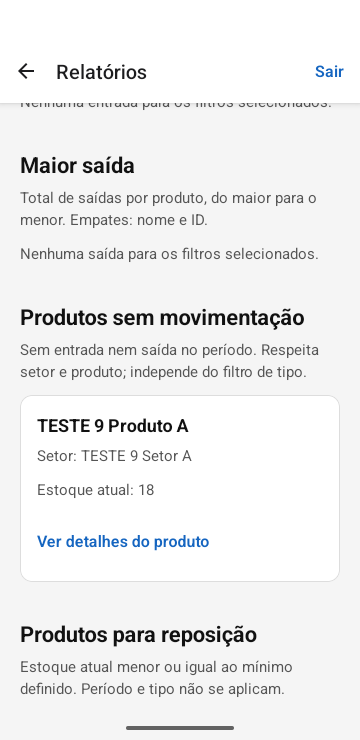 Relatórios
Sair
Nenhuma entrada para os filtros selecionados.
Maior saída
Total de saídas por produto, do maior para o
menor. Empates: nome e ID.
Nenhuma saída para os filtros selecionados.
Produtos sem movimentação
Sem entrada nem saída no período. Respeita
setor e produto; independe do filtro de tipo.
TESTE 9 Produto A
Setor: TESTE 9 Setor A
Estoque atual: 18
Ver detalhes do produto
Produtos para reposição
Estoque atual menor ou igual ao mínimo
definido. Período e tipo não se aplicam.